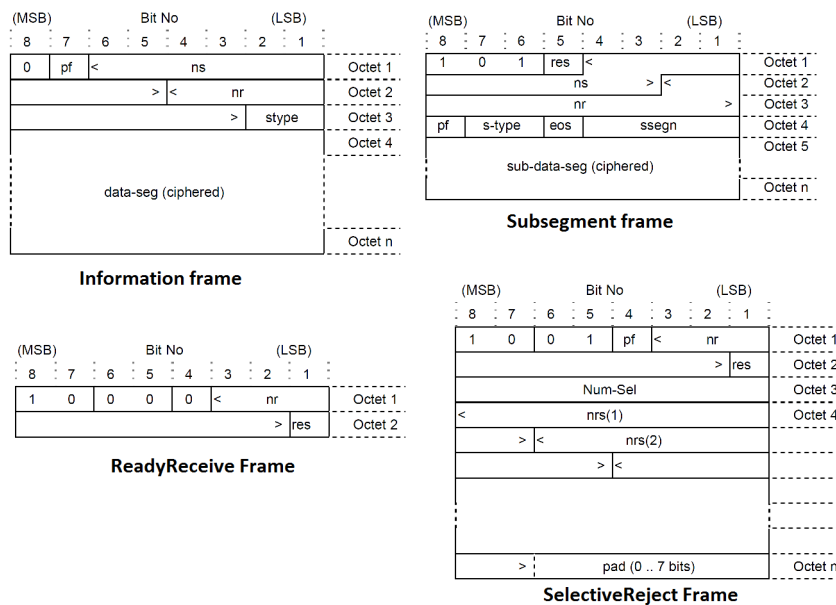 (MSB) Bit No (LSB)
8 7 6 5 4 3 2 1
0 pf < ns Octet 1
> < nr Octet 2
> stype Octet 3
Octet 4
data-seg (ciphered)
Octet n
Information frame
(MSB) Bit No (LSB)
8 7 6 5 4 3 2 1
1 0 1 res < Octet 1
ns > < Octet 2
nr > Octet 3
pf s-type eos ssegn Octet 4
Octet 5
sub-data-seg (ciphered)
Octet n
Subsegment frame
(MSB) Bit No (LSB)
8 7 6 5 4 3 2 1
1 0 0 0 0 < nr Octet 1
> res Octet 2
ReadyReceive Frame
(MSB) Bit No (LSB)
8 7 6 5 4 3 2 1
1 0 0 1 pf < nr Octet 1
> res Octet 2
Num-Sel Octet 3
< nrs(1) Octet 4
> < nrs(2)
> <
> pad (0 .. 7 bits) Octet n
SelectiveReject Frame